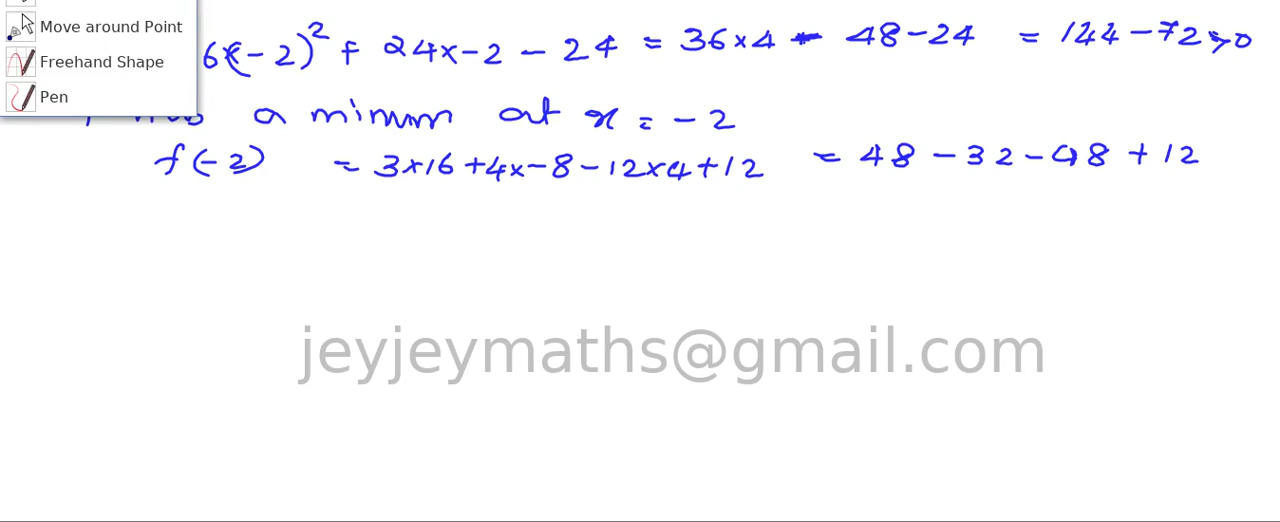 Move around Point
Freehand Shape
Pen
6(-2)² + 24x-2 - 24 = 36x4 - 48-24 = 144-72>0
a minimum at x = -2
f(-2) = 3x16+4x-8-12x4+12 = 48-32-48+12
jeyjeymaths@gmail.com